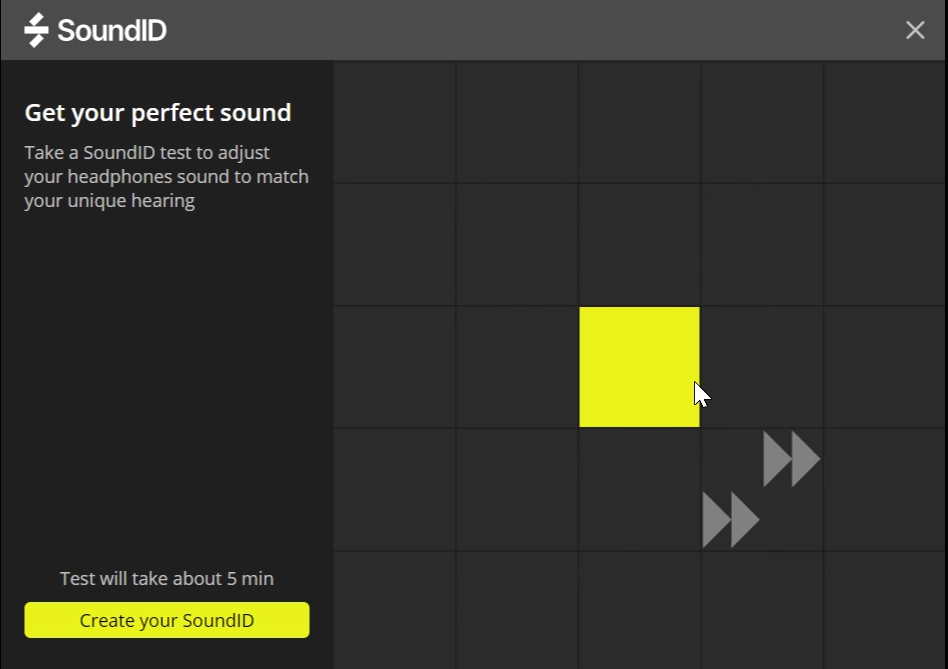 SoundID
Get your perfect sound
Take a SoundID test to adjust
your headphones sound to match
your unique hearing
Test will take about 5 min
Create your SoundID